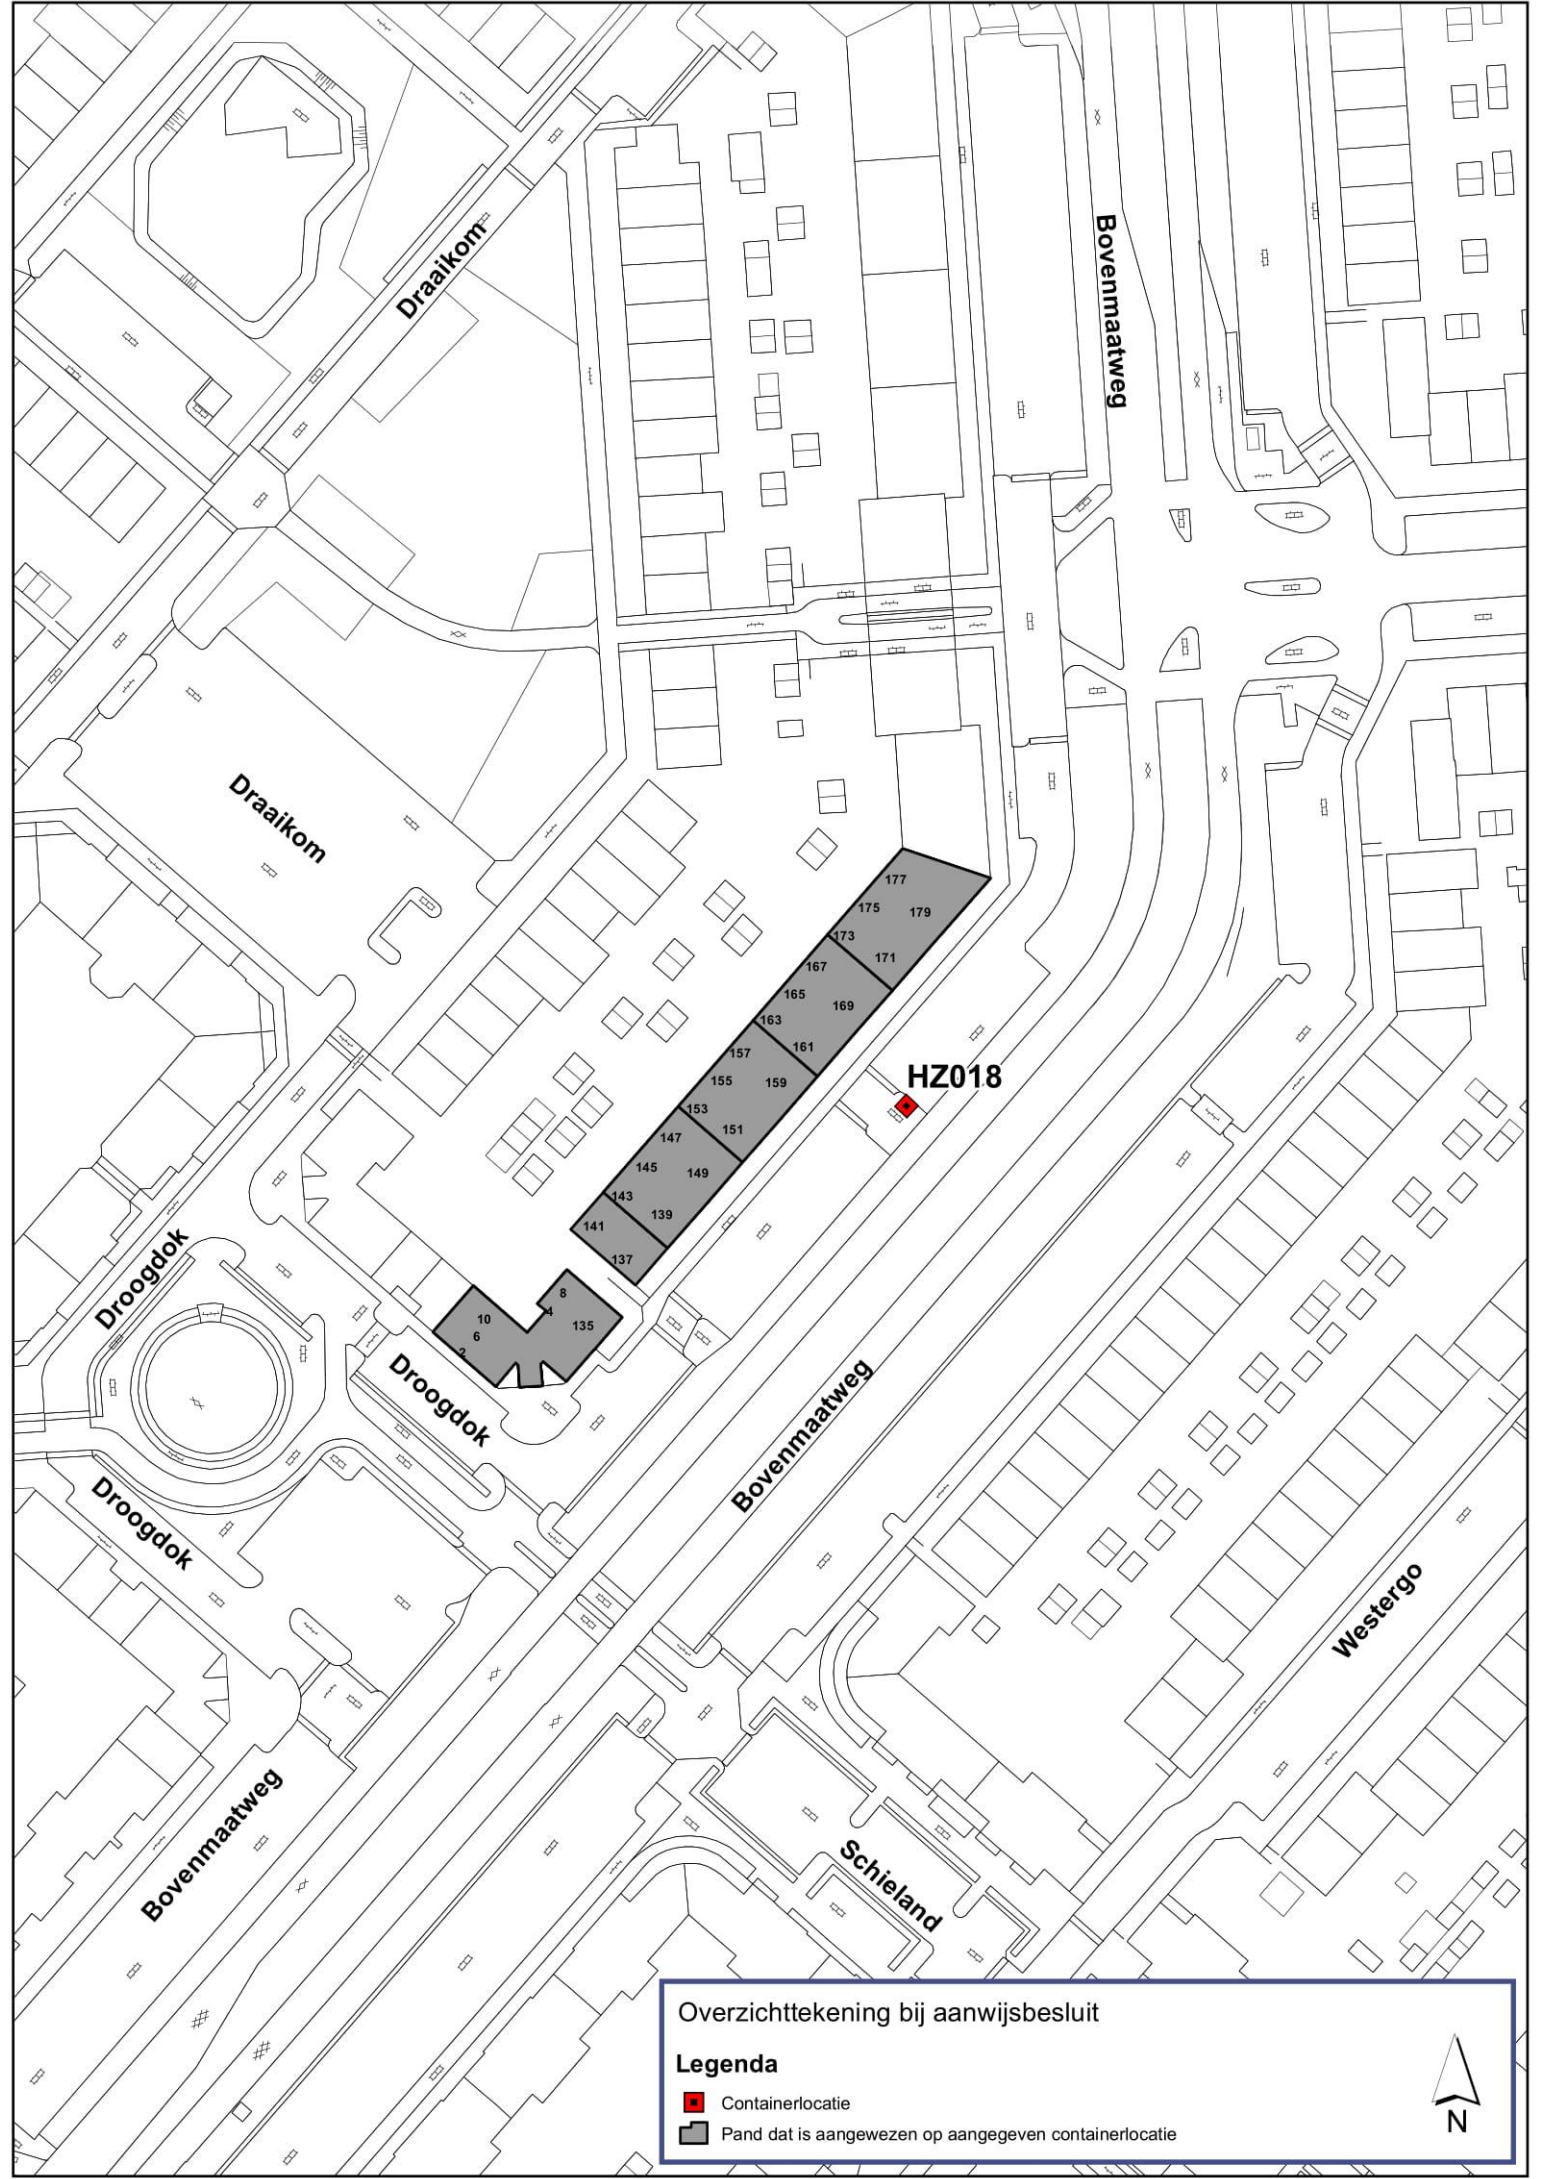 Draaikom
Bovenmaatweg
Draaikom
177
175
179
173
171
167
165
169
163
161
157
155
159
153
151
147
145
149
143
139
141
137
HZ018
8
4
10
135
6
2
Droogdok
Droogdok
Droogdok
Bovenmaatweg
Westergo
Bovenmaatweg
Schieland
Overzichttekening bij aanwijsbesluit
Legenda
Containerlocatie
Pand dat is aangewezen op aangegeven containerlocatie
N